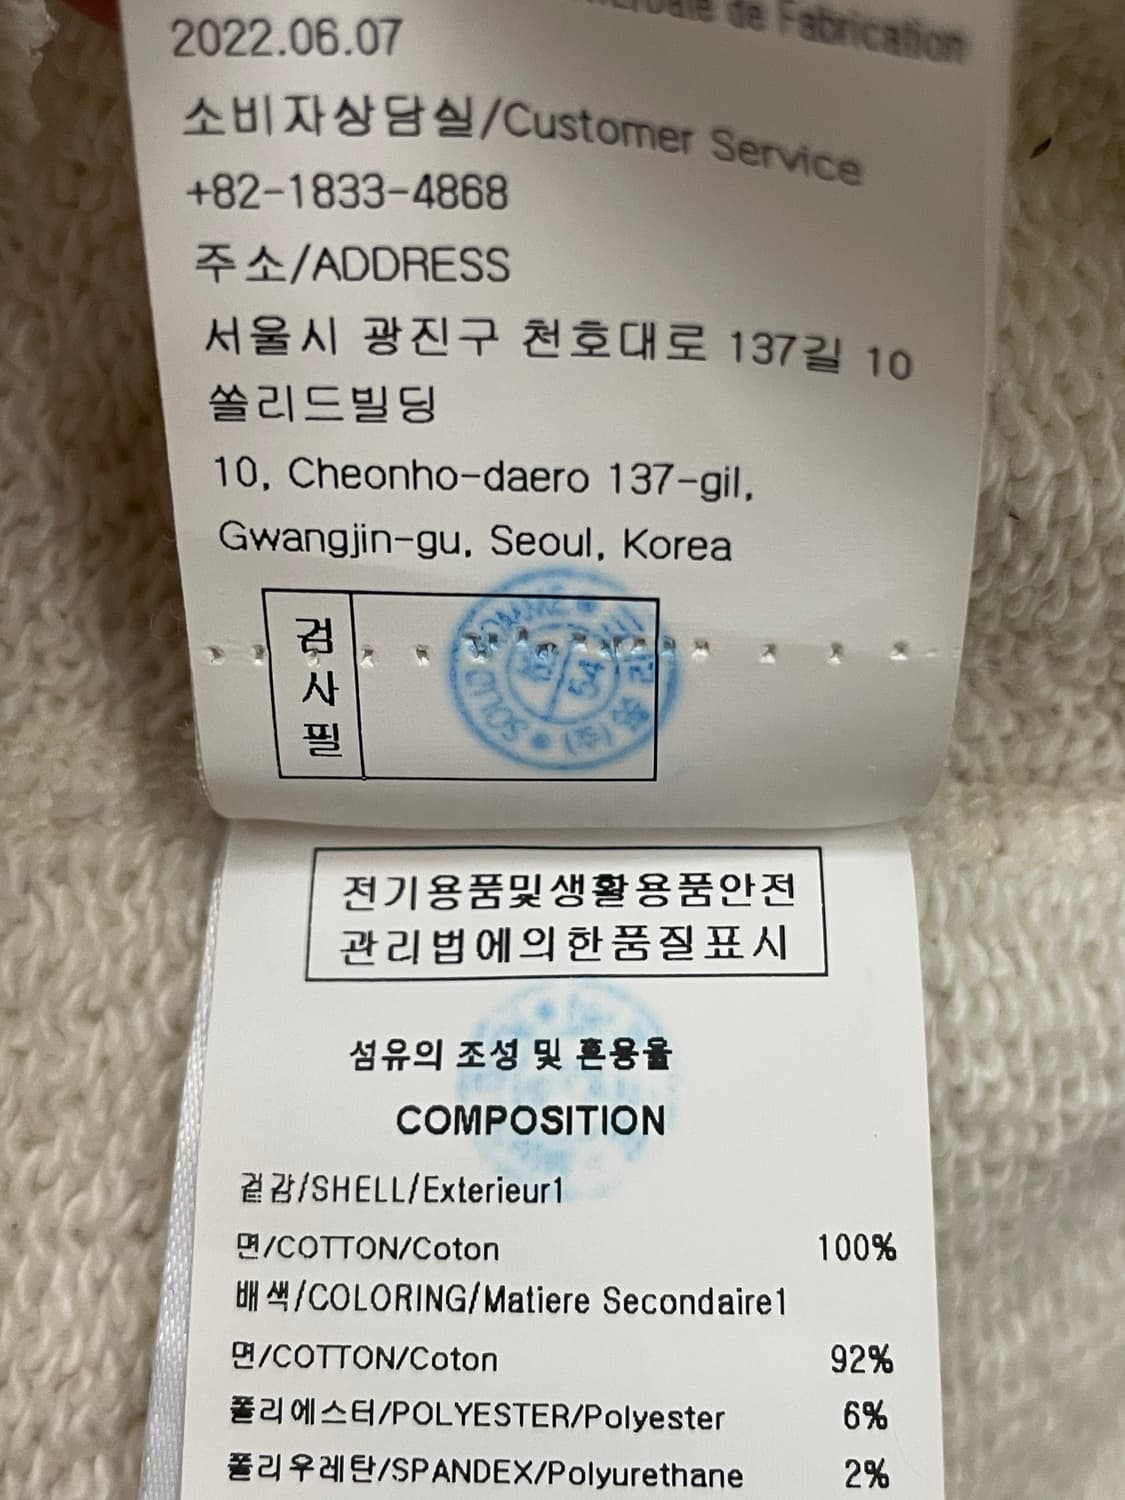 de Fabrication
2022.06.07
소비자상담실/Customer Service
+82-1833-4868
주소/ADDRESS
서울시 광진구 천호대로 137길 10
쏠리드빌딩
10, Cheonho-daero 137-gil,
Gwangjin-gu, Seoul, Korea
검사필
SOLID
(주)
54
전기용품및생활용품안전
관리법에의한품질표시
섬유의 조성 및 혼용율
COMPOSITION
겉감/SHELL/Exterieur1
면/COTTON/Coton 100%
배색/COLORING/Matiere Secondaire1
면/COTTON/Coton 92%
폴리에스터/POLYESTER/Polyester 6%
폴리우레탄/SPANDEX/Polyurethane 2%